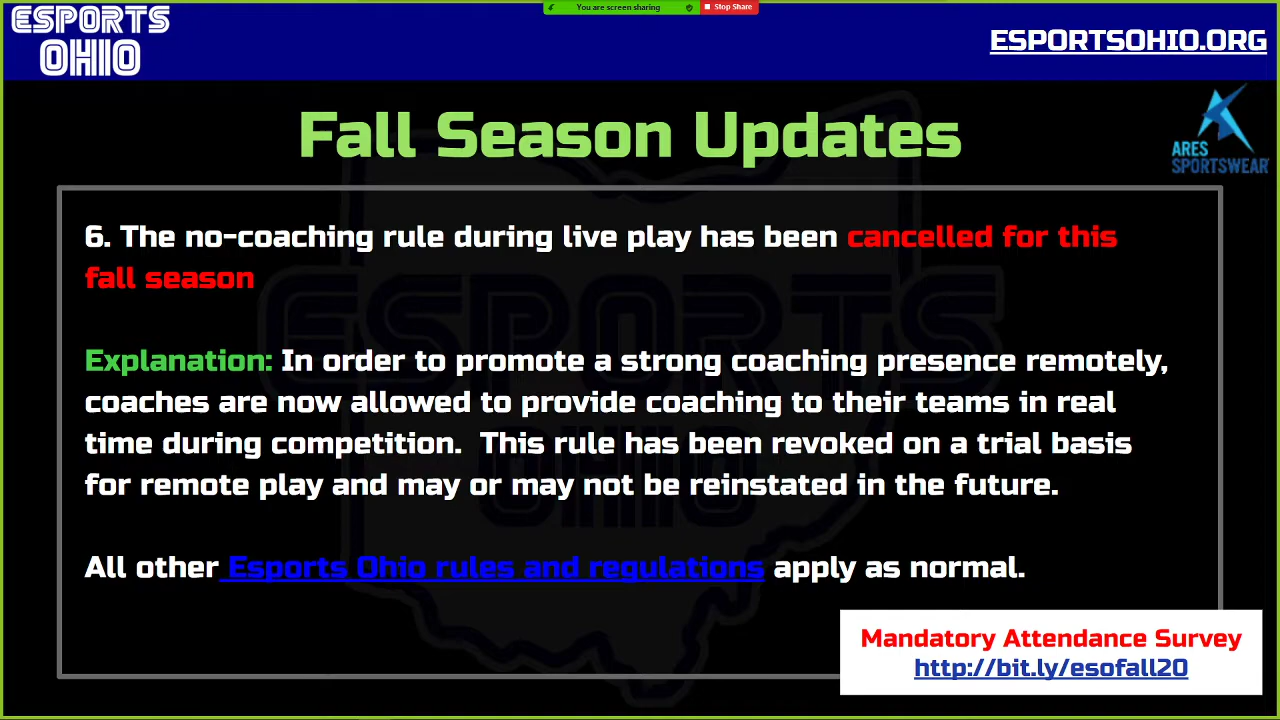 You are screen sharing
Stop Share
ESPORTS
OHIO
ESPORTSOHIO.ORG
Fall Season Updates
ARES
SPORTSWEAR
6. The no-coaching rule during live play has been cancelled for this
fall season
Explanation: In order to promote a strong coaching presence remotely,
coaches are now allowed to provide coaching to their teams in real
time during competition.  This rule has been revoked on a trial basis
for remote play and may or may not be reinstated in the future.
All other Esports Ohio rules and regulations apply as normal.
ESPORTS
OHIO
Mandatory Attendance Survey
http://bit.ly/esofall20